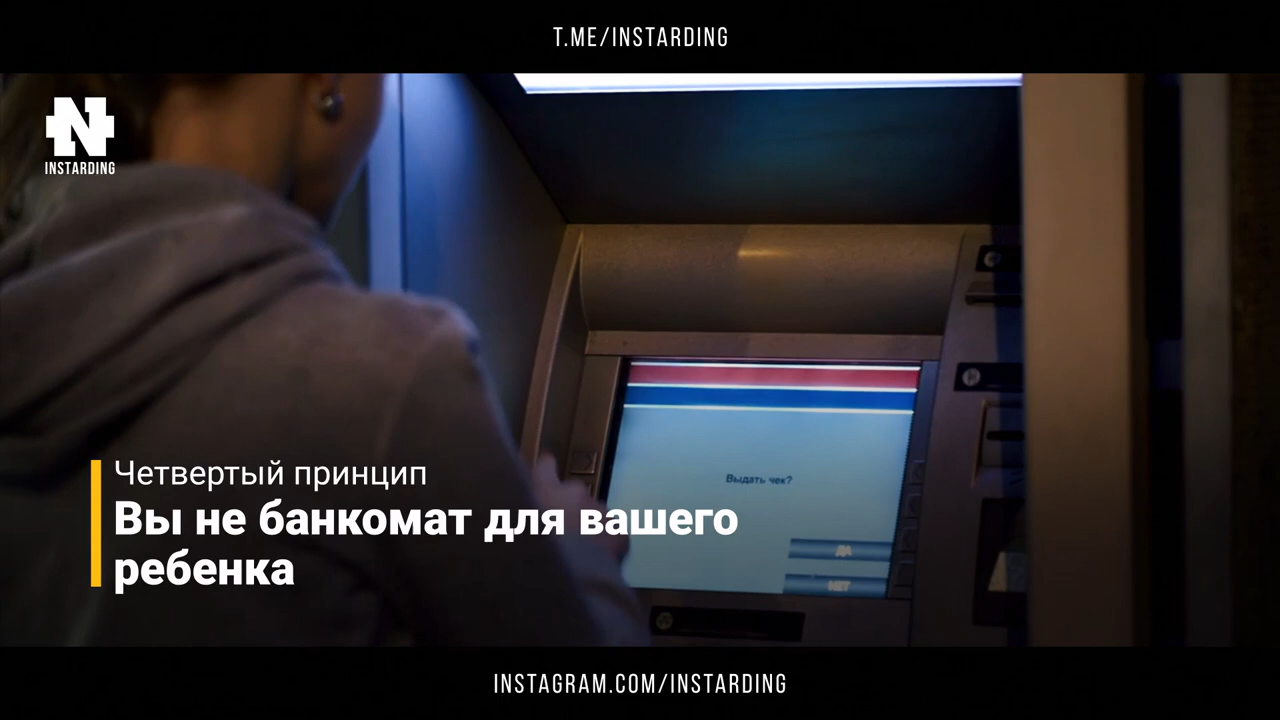 T.ME/INSTARDING
N
INSTARDING
Выдать чек?
ДА
НЕТ
Четвертый принцип
Вы не банкомат для вашего
ребенка
INSTAGRAM.COM/INSTARDING